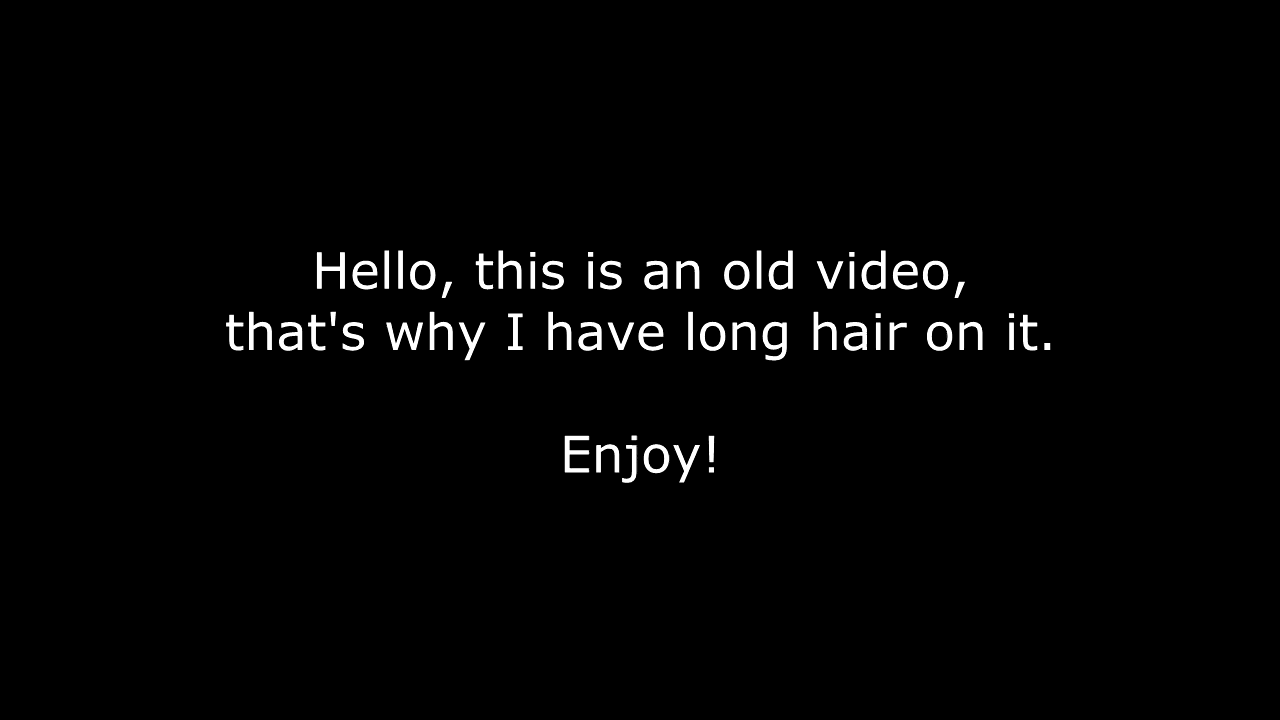 Hello, this is an old video,
that's why I have long hair on it.
Enjoy!